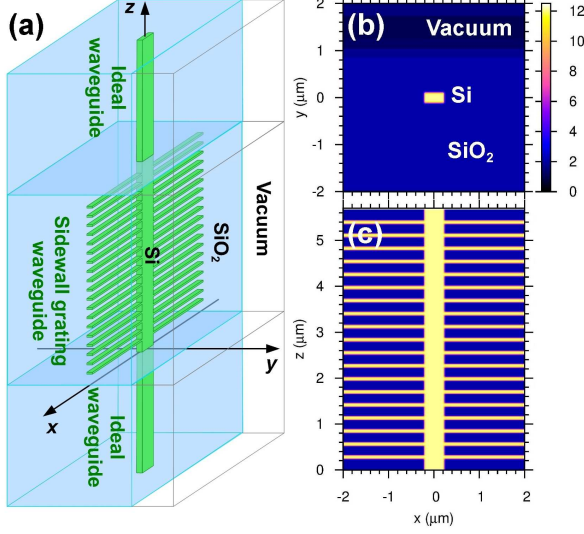 (a)
z
Ideal
waveguide
Sidewall grating
waveguide
Si
SiO₂
Vacuum
y
x
Ideal
waveguide
(b)
Vacuum
Si
SiO₂
y (μm)
2
1
0
-1
-2
12
10
8
6
4
2
0
(c)
z (μm)
5
4
3
2
1
0
-2
-1
0
1
2
x (μm)